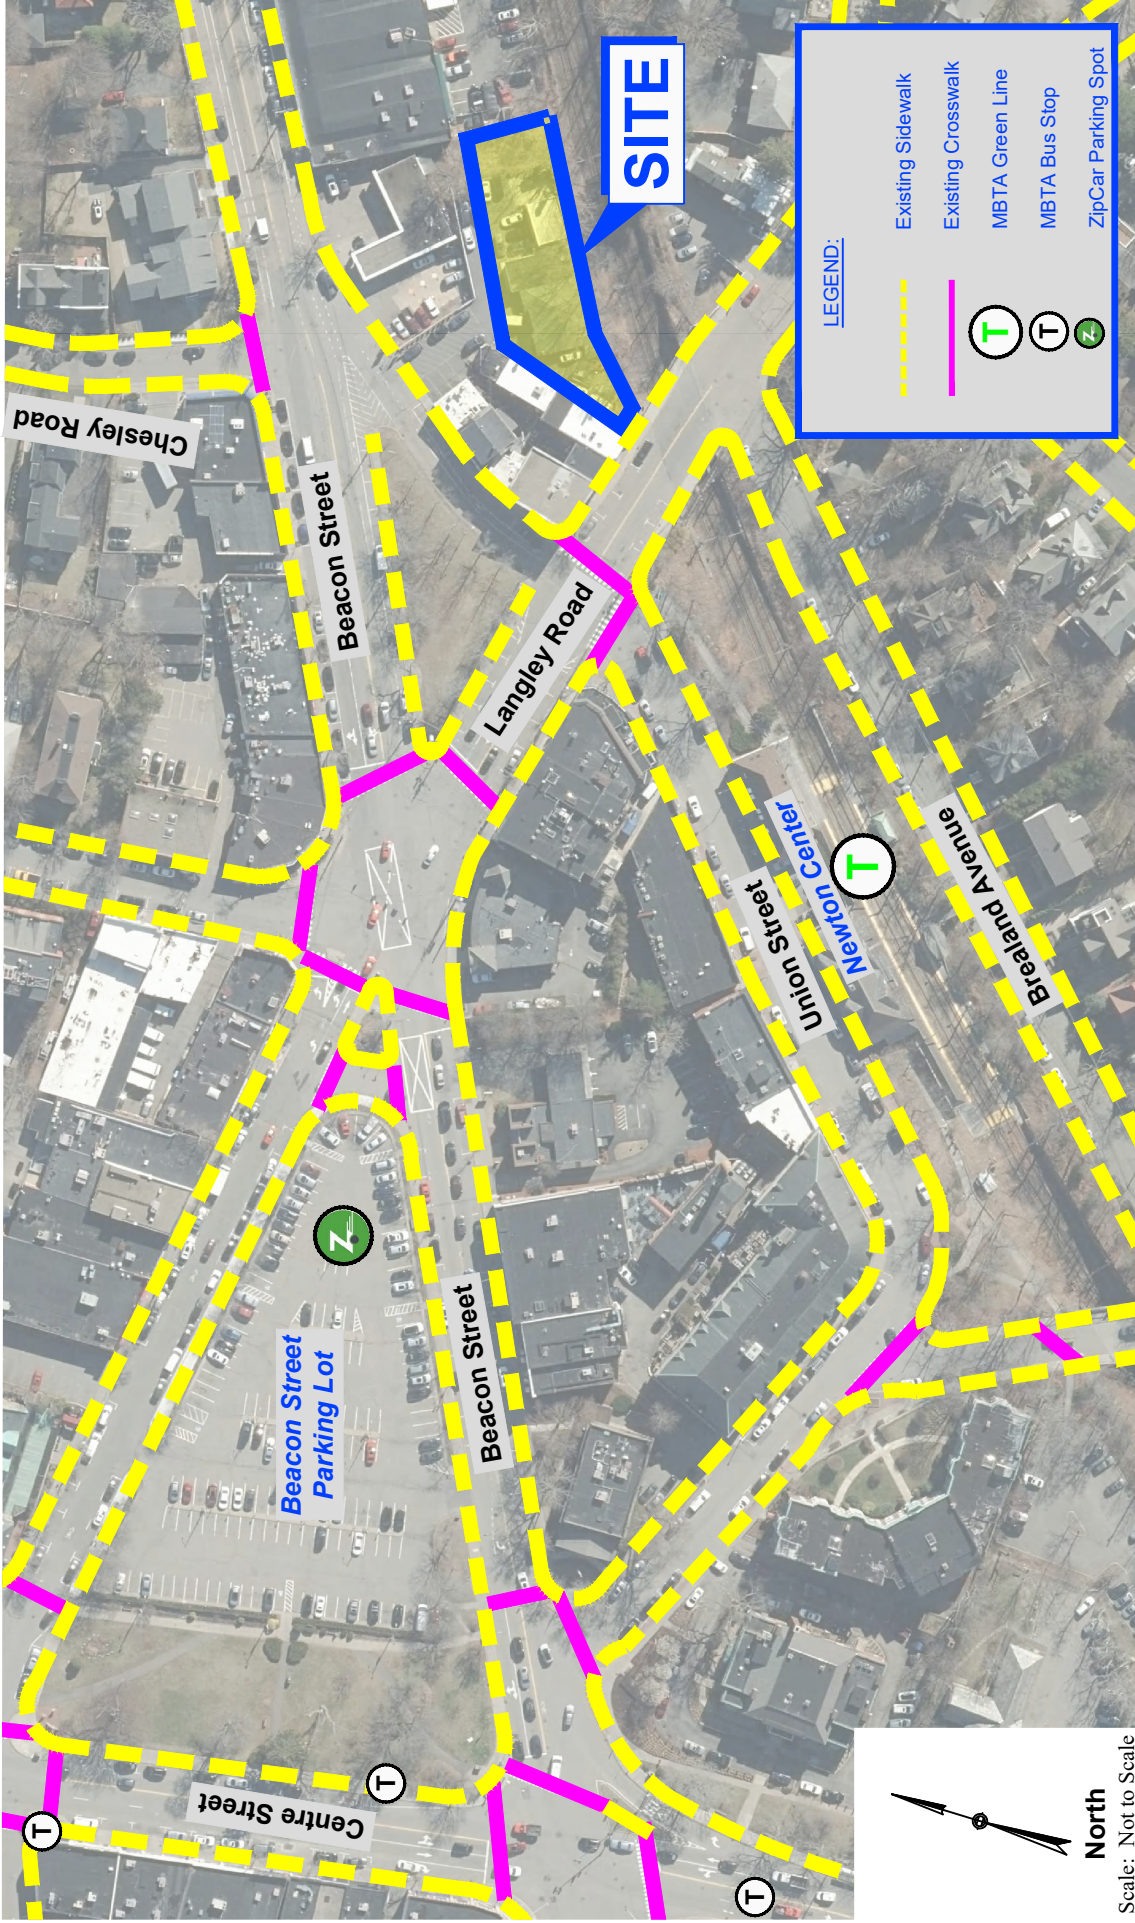 Chesley Road
Beacon Street
SITE
Langley Road
LEGEND:
Existing Sidewalk
Existing Crosswalk
T
MBTA Green Line
T
MBTA Bus Stop
Z
ZipCar Parking Spot
Newton Center
T
Union Street
Brealand Avenue
Z
Beacon Street
Parking Lot
Beacon Street
Centre Street
T
T
T
North
Scale: Not to Scale